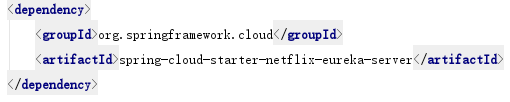 <dependency>
    <groupId>org.springframework.cloud</groupId>
    <artifactId>spring-cloud-starter-netflix-eureka-server</artifactId>
</dependency>